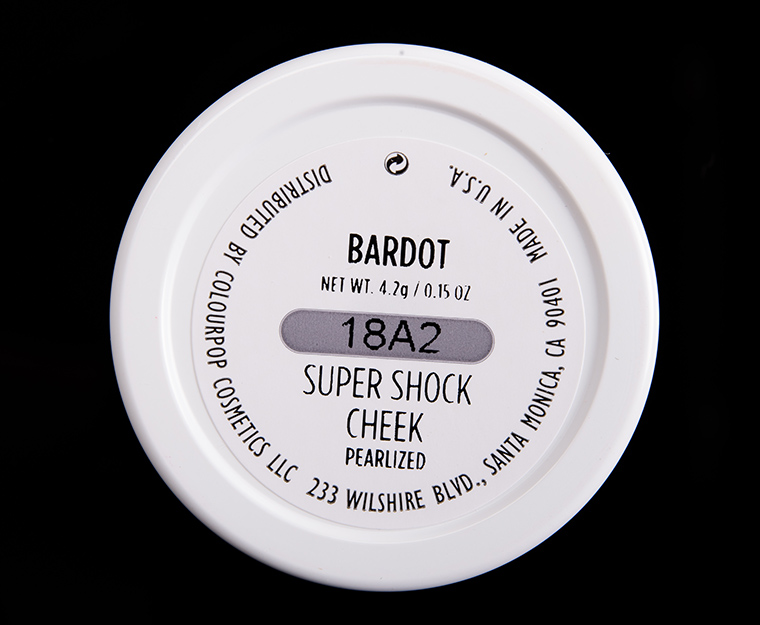 BARDOT
NET WT. 4.2g / 0.15 OZ
18A2
SUPER SHOCK
CHEEK
PEARLIZED
DISTRIBUTED BY COLOURPOP COSMETICS LLC 233 WILSHIRE BLVD., SANTA MONICA, CA 90401 MADE IN U.S.A.